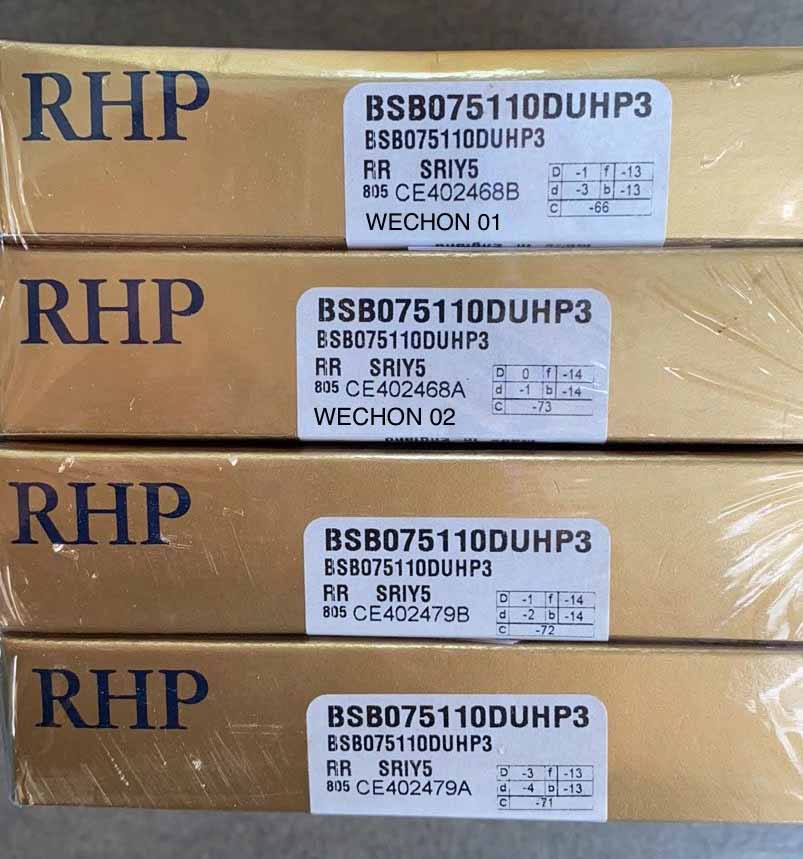 RHP
BSB075110DUHP3
BSB075110DUHP3
RR SRIY5
805 CE402468B
D -1 f -13
d -3 b -13
C -66
WECHON 01
RHP
BSB075110DUHP3
BSB075110DUHP3
RR SRIY5
805 CE402468A
D 0 f -14
d -1 b -14
C -73
WECHON 02
RHP
BSB075110DUHP3
BSB075110DUHP3
RR SRIY5
805 CE402479B
D -1 f -14
d -2 b -14
C -72
RHP
BSB075110DUHP3
BSB075110DUHP3
RR SRIY5
805 CE402479A
D -3 f -13
d -4 b -13
C -71